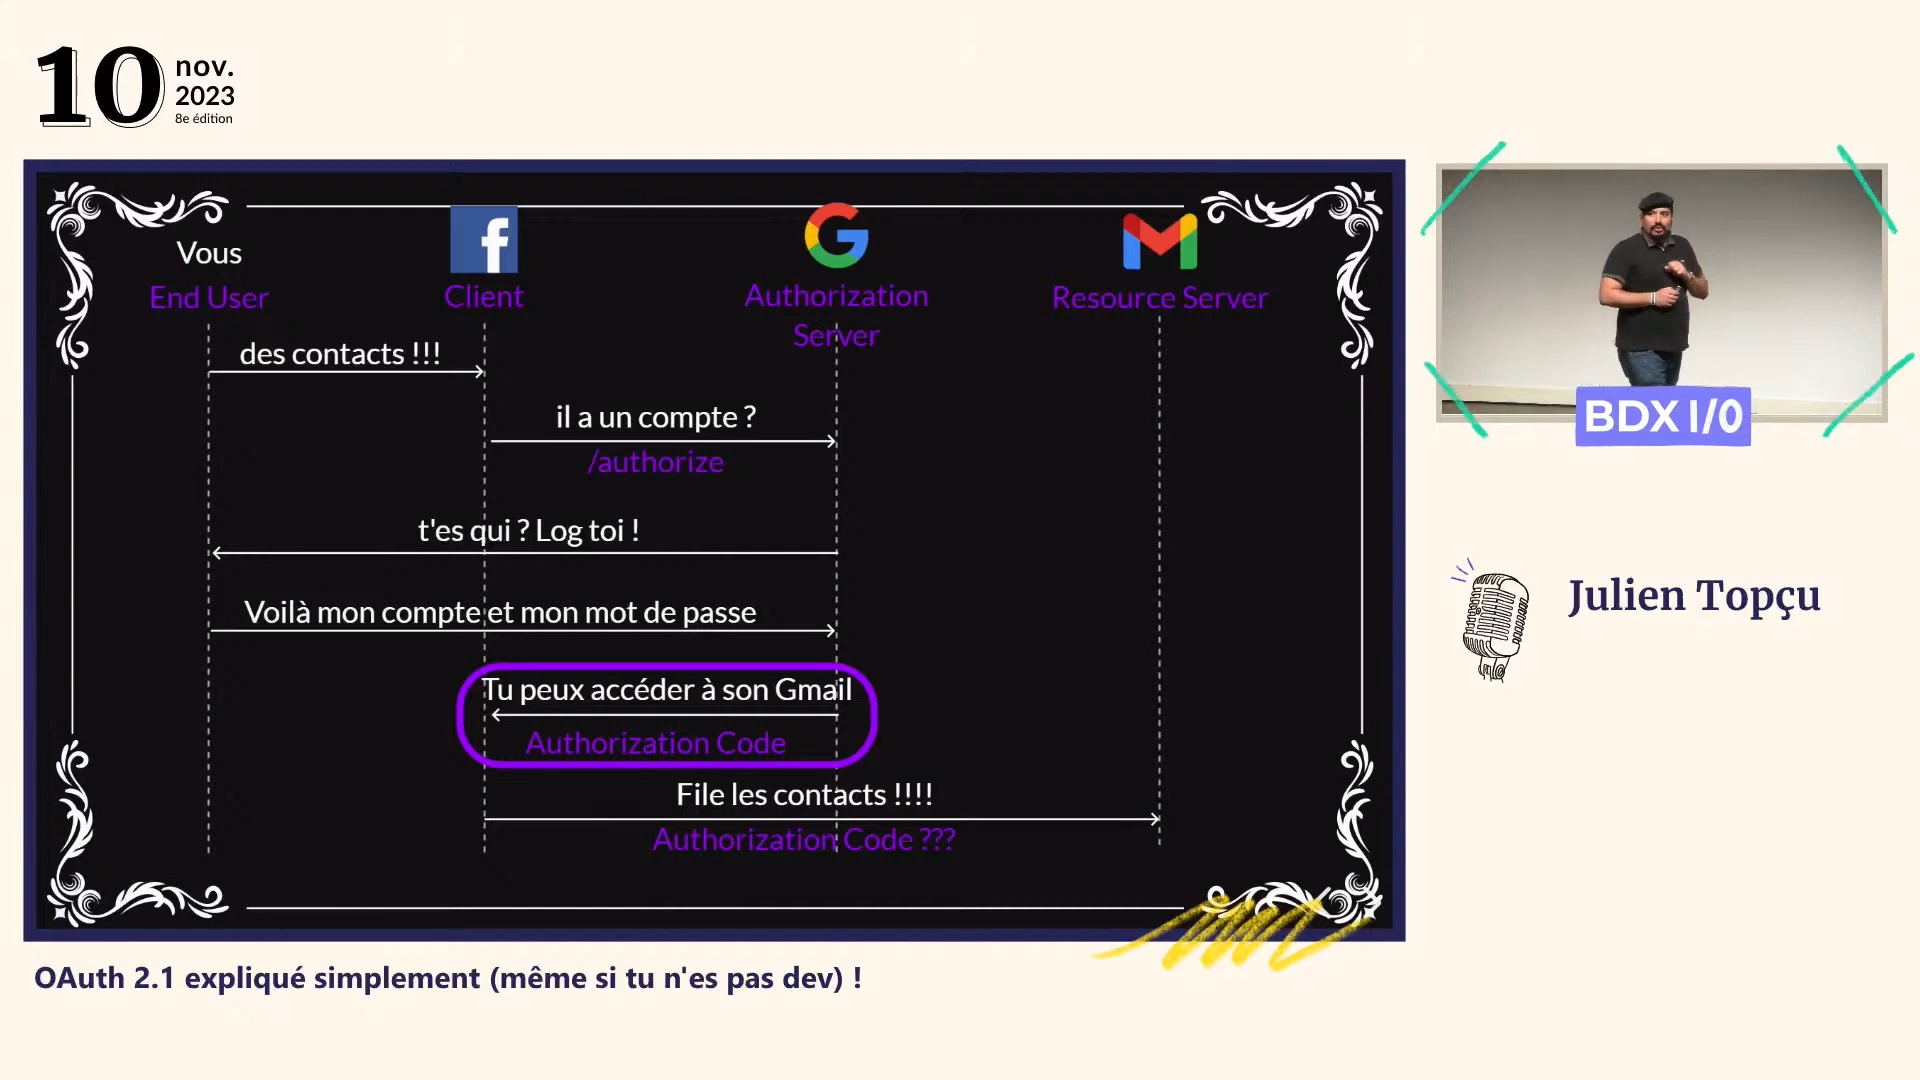 10
nov.
2023
8e édition
Vous
End User
Client
Authorization
Server
Resource Server
des contacts !!!
il a un compte ?
/authorize
t'es qui ? Log toi !
Voilà mon compte et mon mot de passe
Tu peux accéder à son Gmail
Authorization Code
File les contacts !!!!
Authorization Code ???
BDX I/O
Julien Topçu
OAuth 2.1 expliqué simplement (même si tu n'es pas dev) !